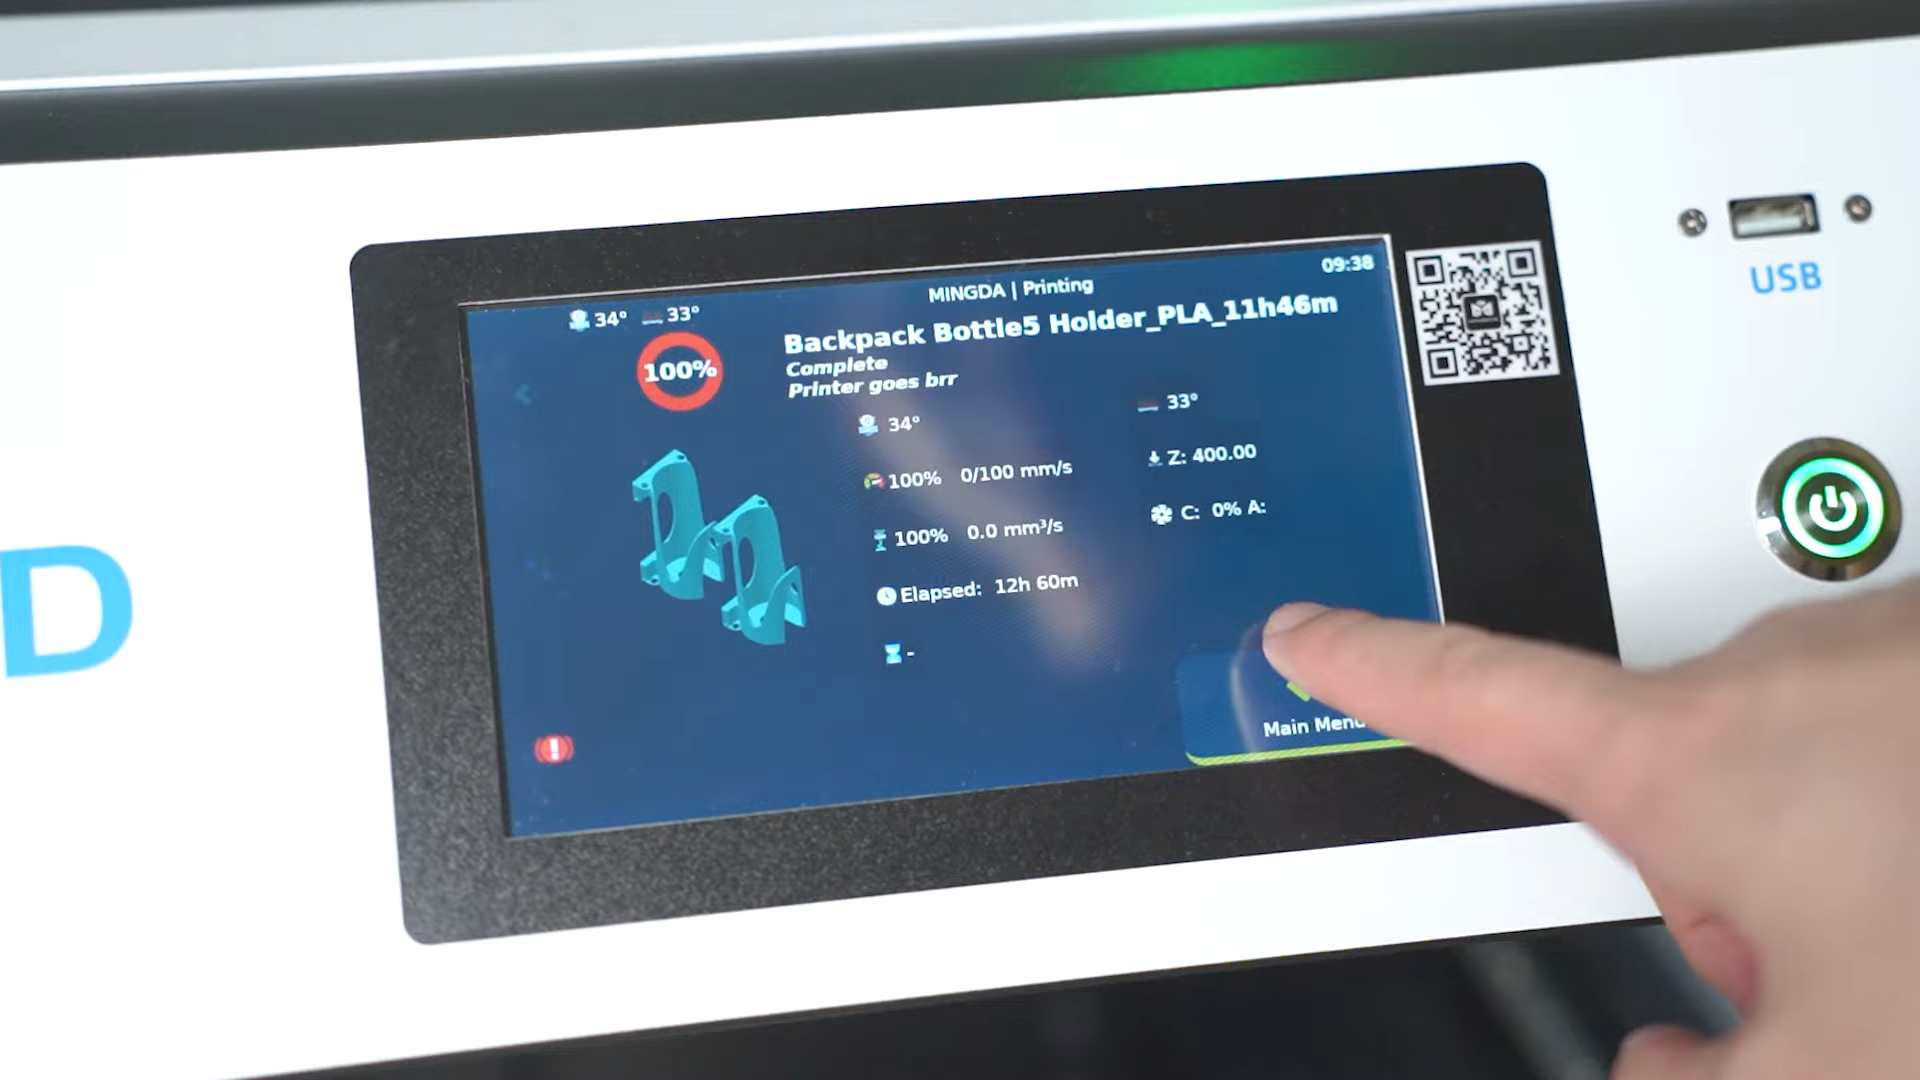 09:38
MINGDA | Printing
34° 33°
100%
Backpack Bottle5 Holder_PLA_11h46m
Complete
Printer goes brr
34°
33°
100% 0/100 mm/s
Z: 400.00
100% 0.0 mm³/s
C: 0% A:
Elapsed: 12h 60m
-
Main Menu
USB
D